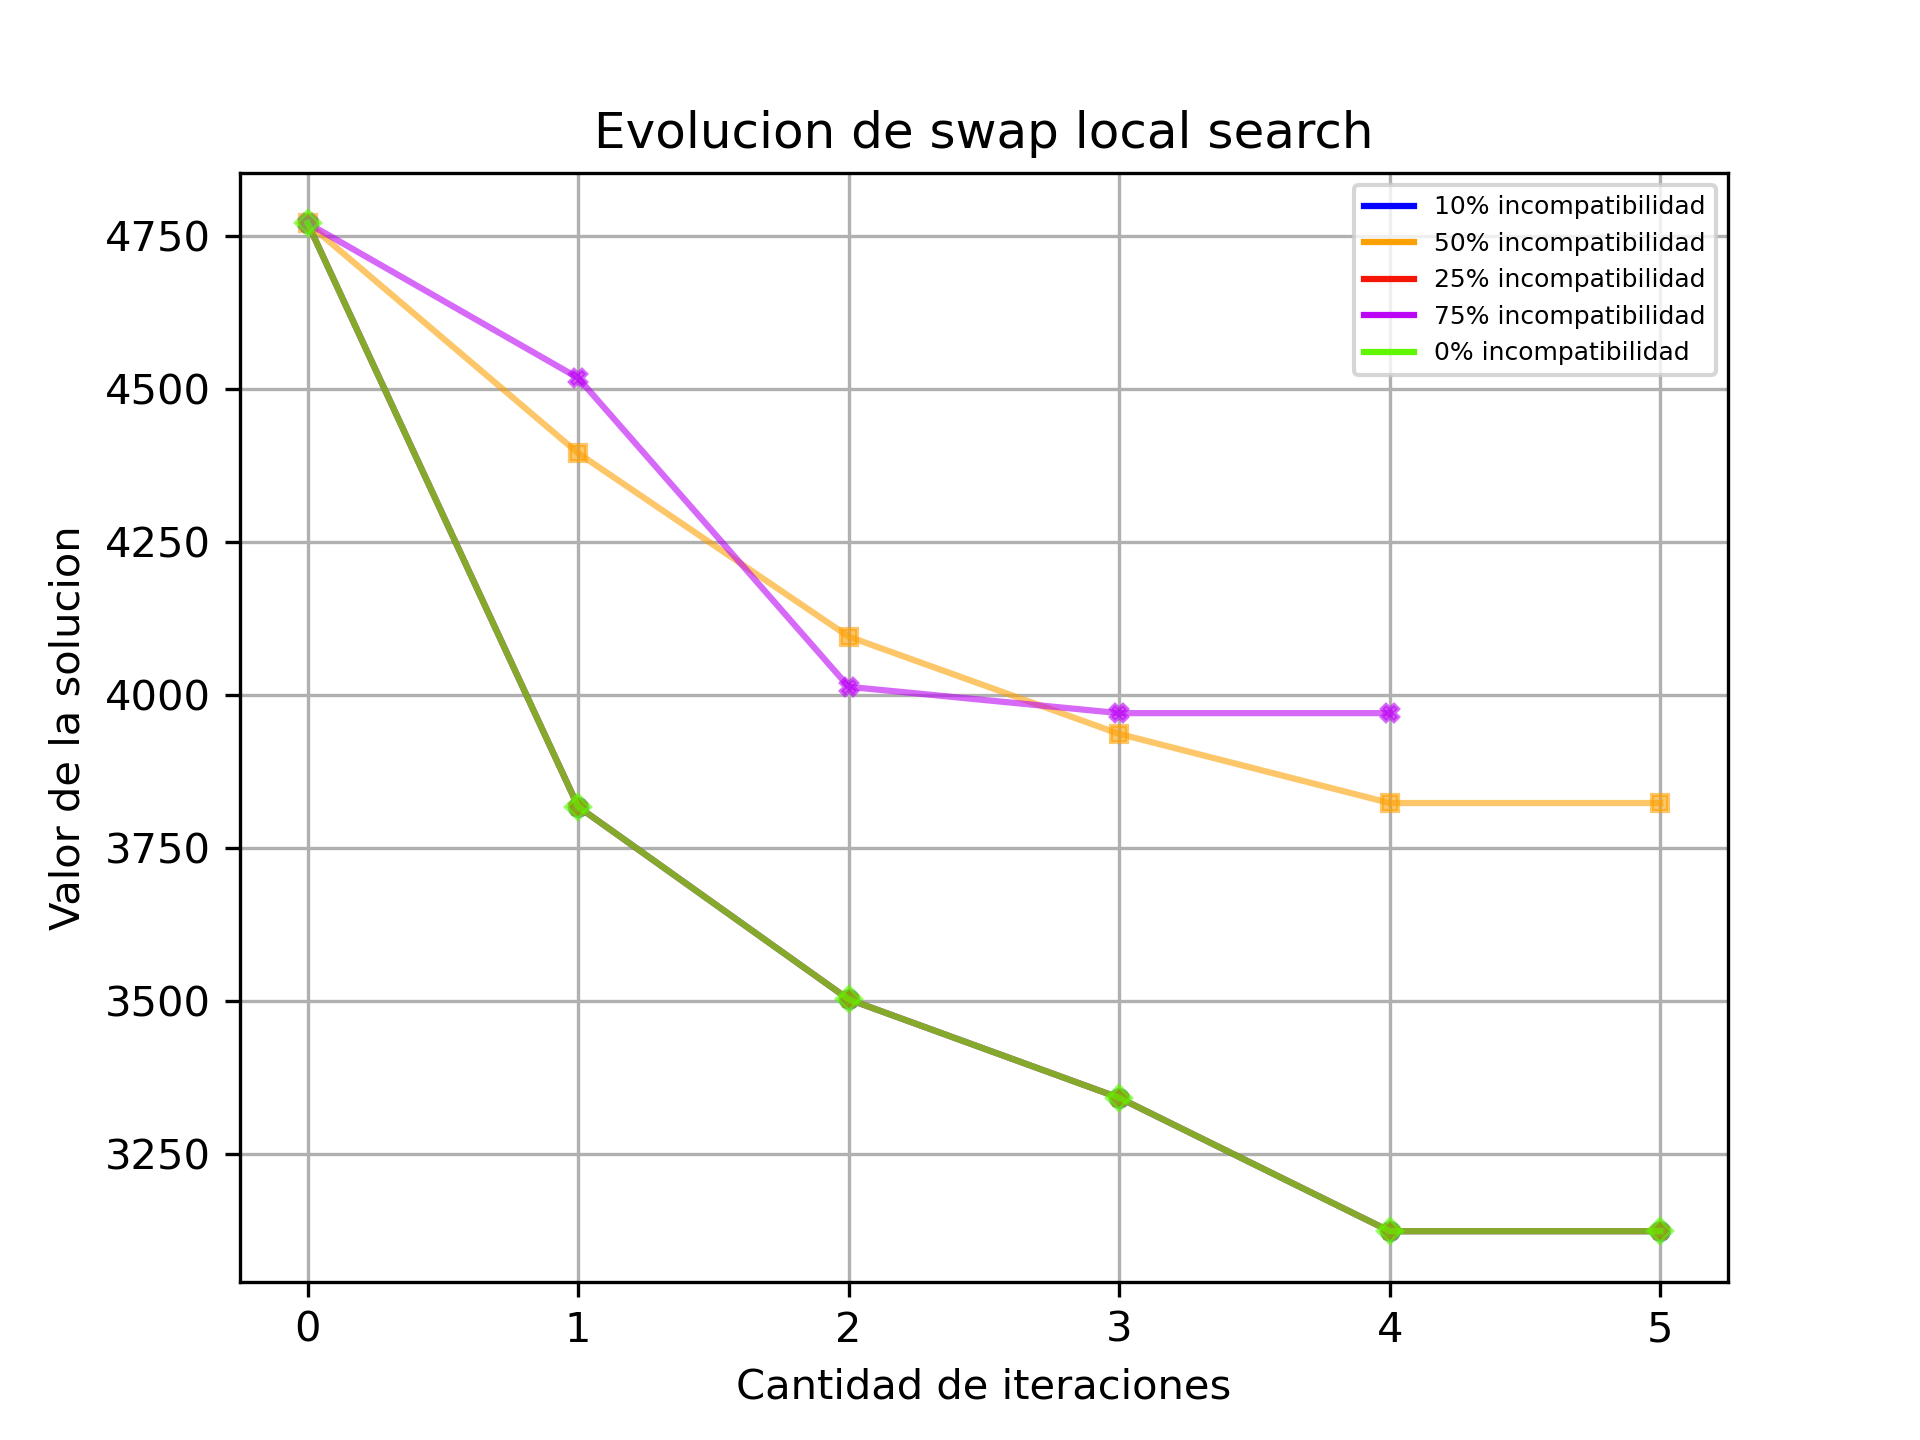 Evolucion de swap local search
10% incompatibilidad
50% incompatibilidad
25% incompatibilidad
75% incompatibilidad
0% incompatibilidad
Valor de la solucion
4750
4500
4250
4000
3750
3500
3250
0 1 2 3 4 5
Cantidad de iteraciones